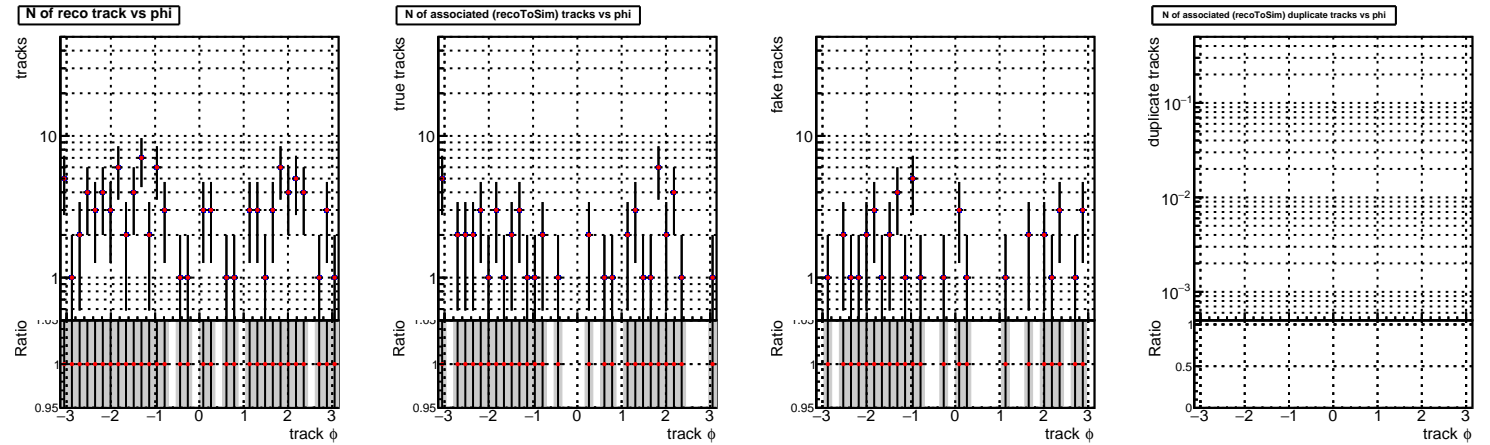 N of reco track vs phi
tracks
10
1
Ratio
1.05
1
0.95
−3 −2 −1 0 1 2 3
track ϕ
N of associated (recoToSim) tracks vs phi
true tracks
10
1
Ratio
1.05
1
0.95
−3 −2 −1 0 1 2 3
track ϕ
fake tracks
10
1
Ratio
1.05
1
0.95
−3 −2 −1 0 1 2 3
track ϕ
N of associated (recoToSim) duplicate tracks vs phi
duplicate tracks
10−1
10−2
10−3
Ratio
1
0.5
0
−3 −2 −1 0 1 2 3
track ϕ